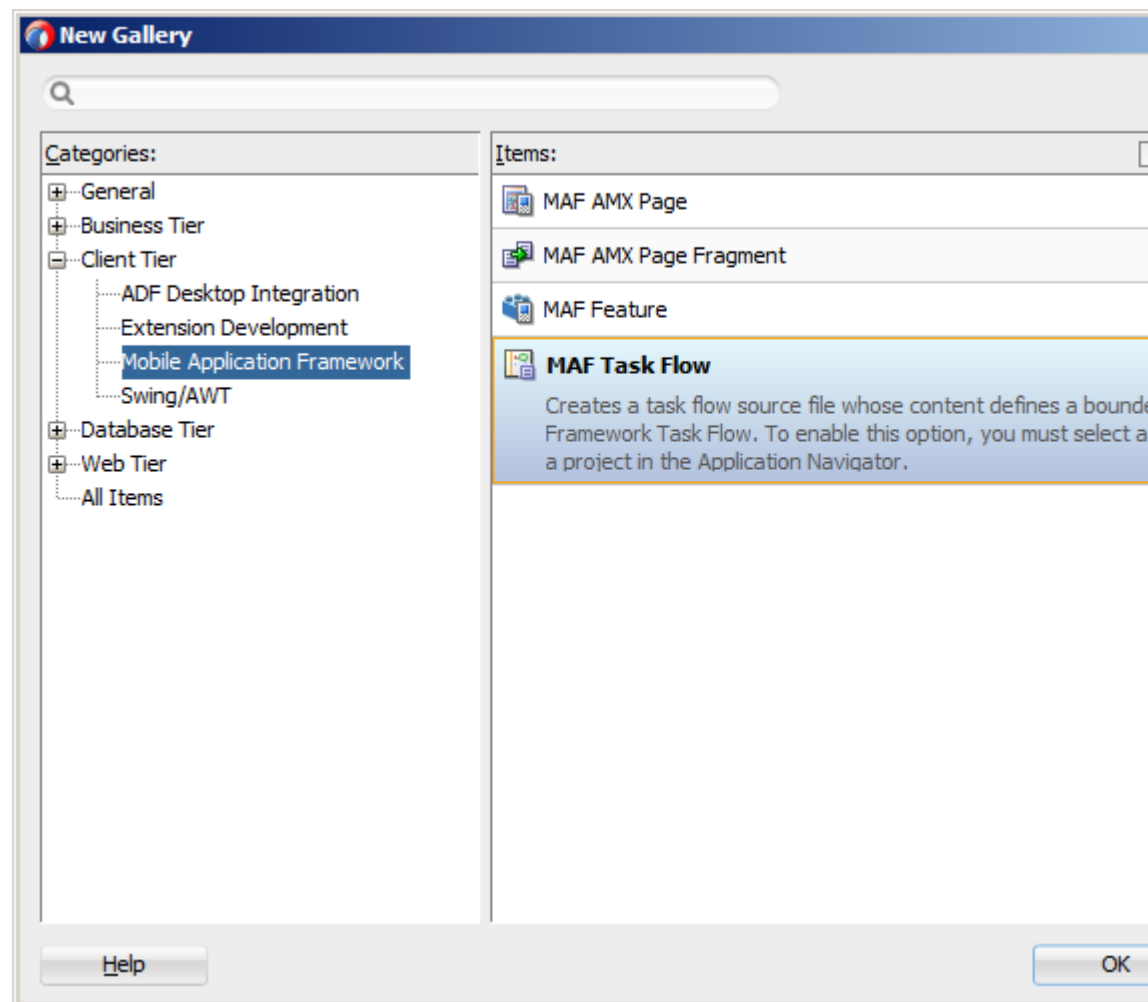 New Gallery
Categories:
General
Business Tier
Client Tier
ADF Desktop Integration
Extension Development
Mobile Application Framework
Swing/AWT
Database Tier
Web Tier
All Items
Items:
MAF AMX Page
MAF AMX Page Fragment
MAF Feature
MAF Task Flow
Creates a task flow source file whose content defines a
Framework Task Flow. To enable this option, you must select a
a project in the Application Navigator.
Help
OK